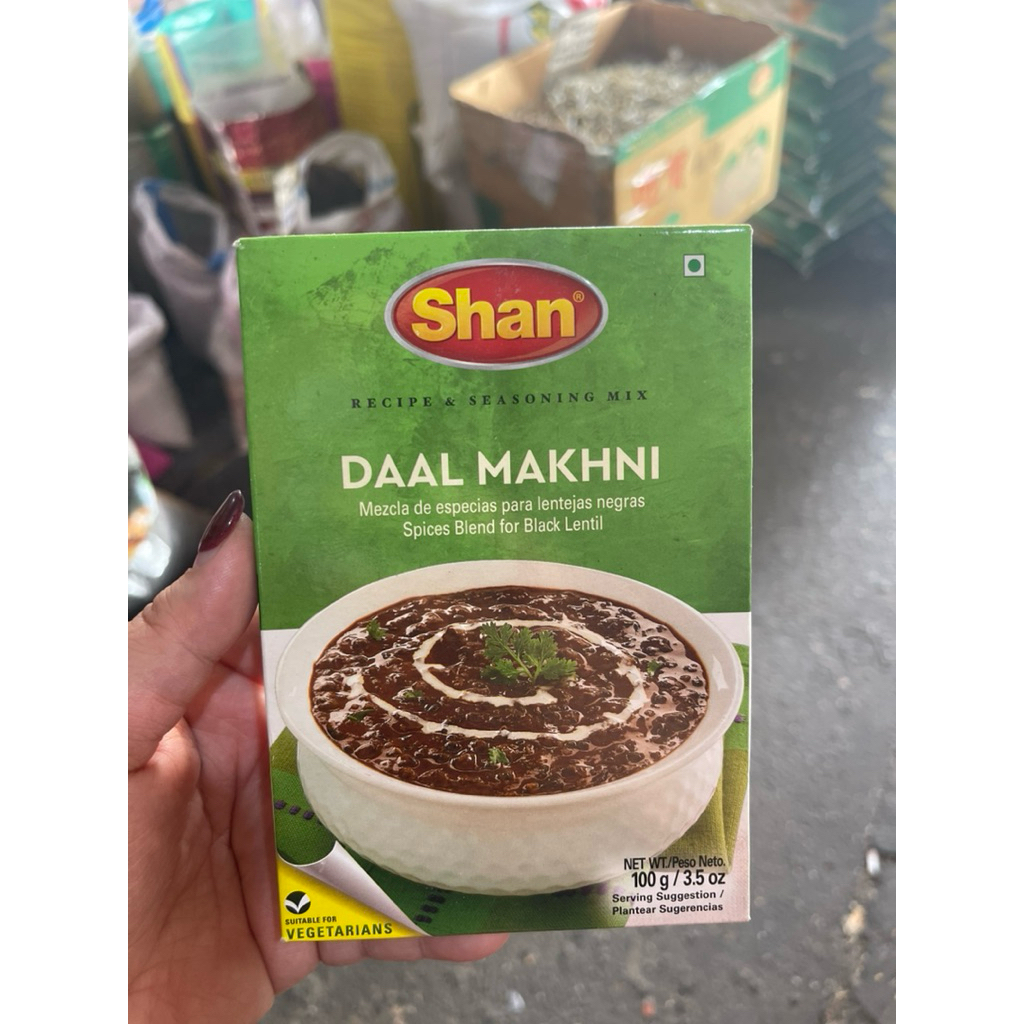 Shan®
RECIPE & SEASONING MIX
DAAL MAKHNI
Mezcla de especias para lentejas negras
Spices Blend for Black Lentil
NET WT./Peso Neto.
100 g / 3.5 oz
Serving Suggestion /
Plantear Sugerencias
SUITABLE FOR
VEGETARIANS